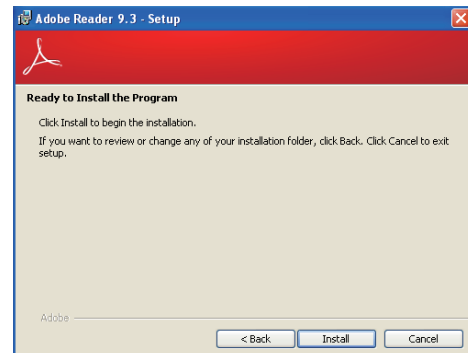 Adobe Reader 9.3 - Setup
Ready to Install the Program
Click Install to begin the installation.
If you want to review or change any of your installation folder, click Back. Click Cancel to exit
setup.
Adobe
< Back Install Cancel